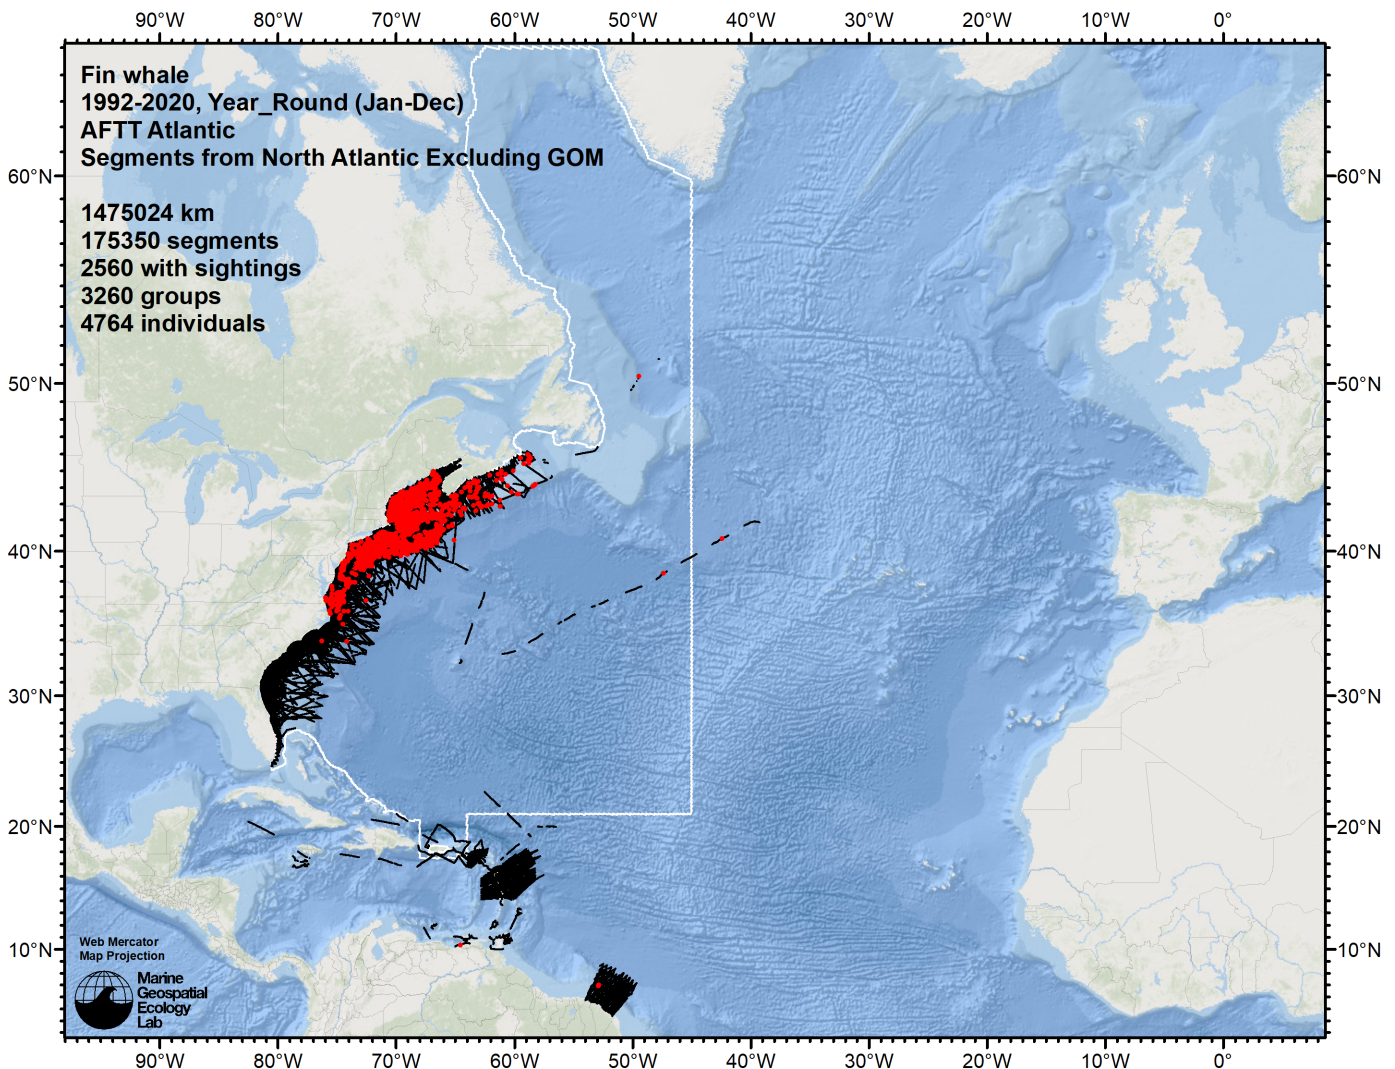 90°W 80°W 70°W 60°W 50°W 40°W 30°W 20°W 10°W 0°
Fin whale
1992-2020, Year_Round (Jan-Dec)
AFTT Atlantic
Segments from North Atlantic Excluding GOM
60°N 60°N
1475024 km
175350 segments
2560 with sightings
3260 groups
4764 individuals
50°N 50°N
40°N 40°N
30°N 30°N
20°N 20°N
10°N 10°N
Web Mercator
Map Projection
Marine
Geospatial
Ecology
Lab
90°W 80°W 70°W 60°W 50°W 40°W 30°W 20°W 10°W 0°